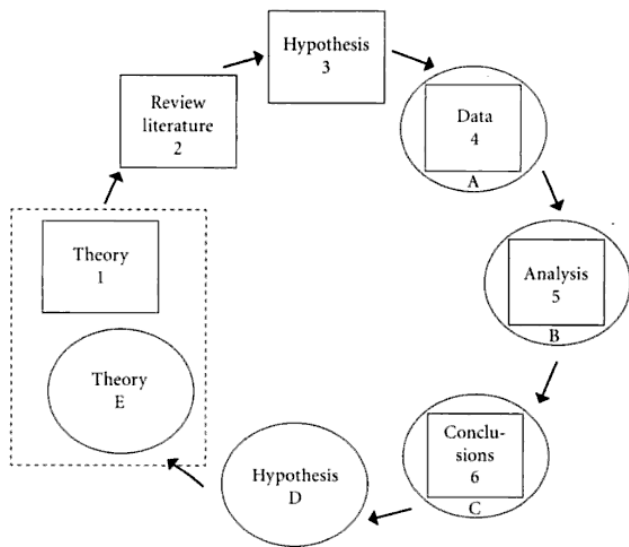 Hypothesis
3
Review
literature
2
Data
4
A
Theory
1
Analysis
5
B
Theory
E
Conclu-
sions
6
C
Hypothesis
D